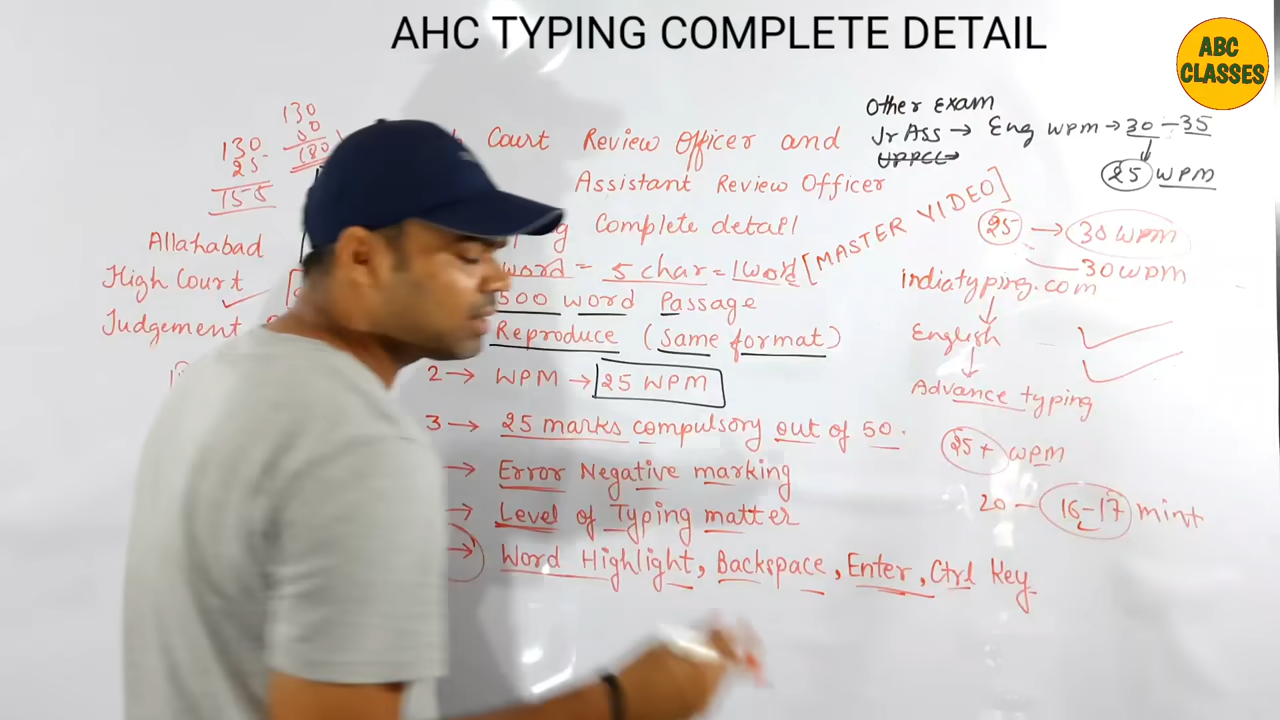 AHC TYPING COMPLETE DETAIL
ABC
CLASSES
130
130
25
180
155
Court Review Officer and
Assistant Review Officer
Complete detail
[MASTER VIDEO]
Allahabad
High Court
Judgement
word = 5 char = 1 word
500 word Passage
Reproduce (Same format)
2 → WPM → 25 WPM
3 → 25 marks compulsory out of 50.
→ Error Negative marking
→ Level of Typing matter
→ Word Highlight, Backspace, Enter, Ctrl Key
Other Exam
Jr Ass → Eng WPM → 30 - 35
UPPCL
25 WPM
25 → 30 WPM
30 WPM
indiatyping.com
English
Advance typing
25+ WPM
20 - 16-17 mint